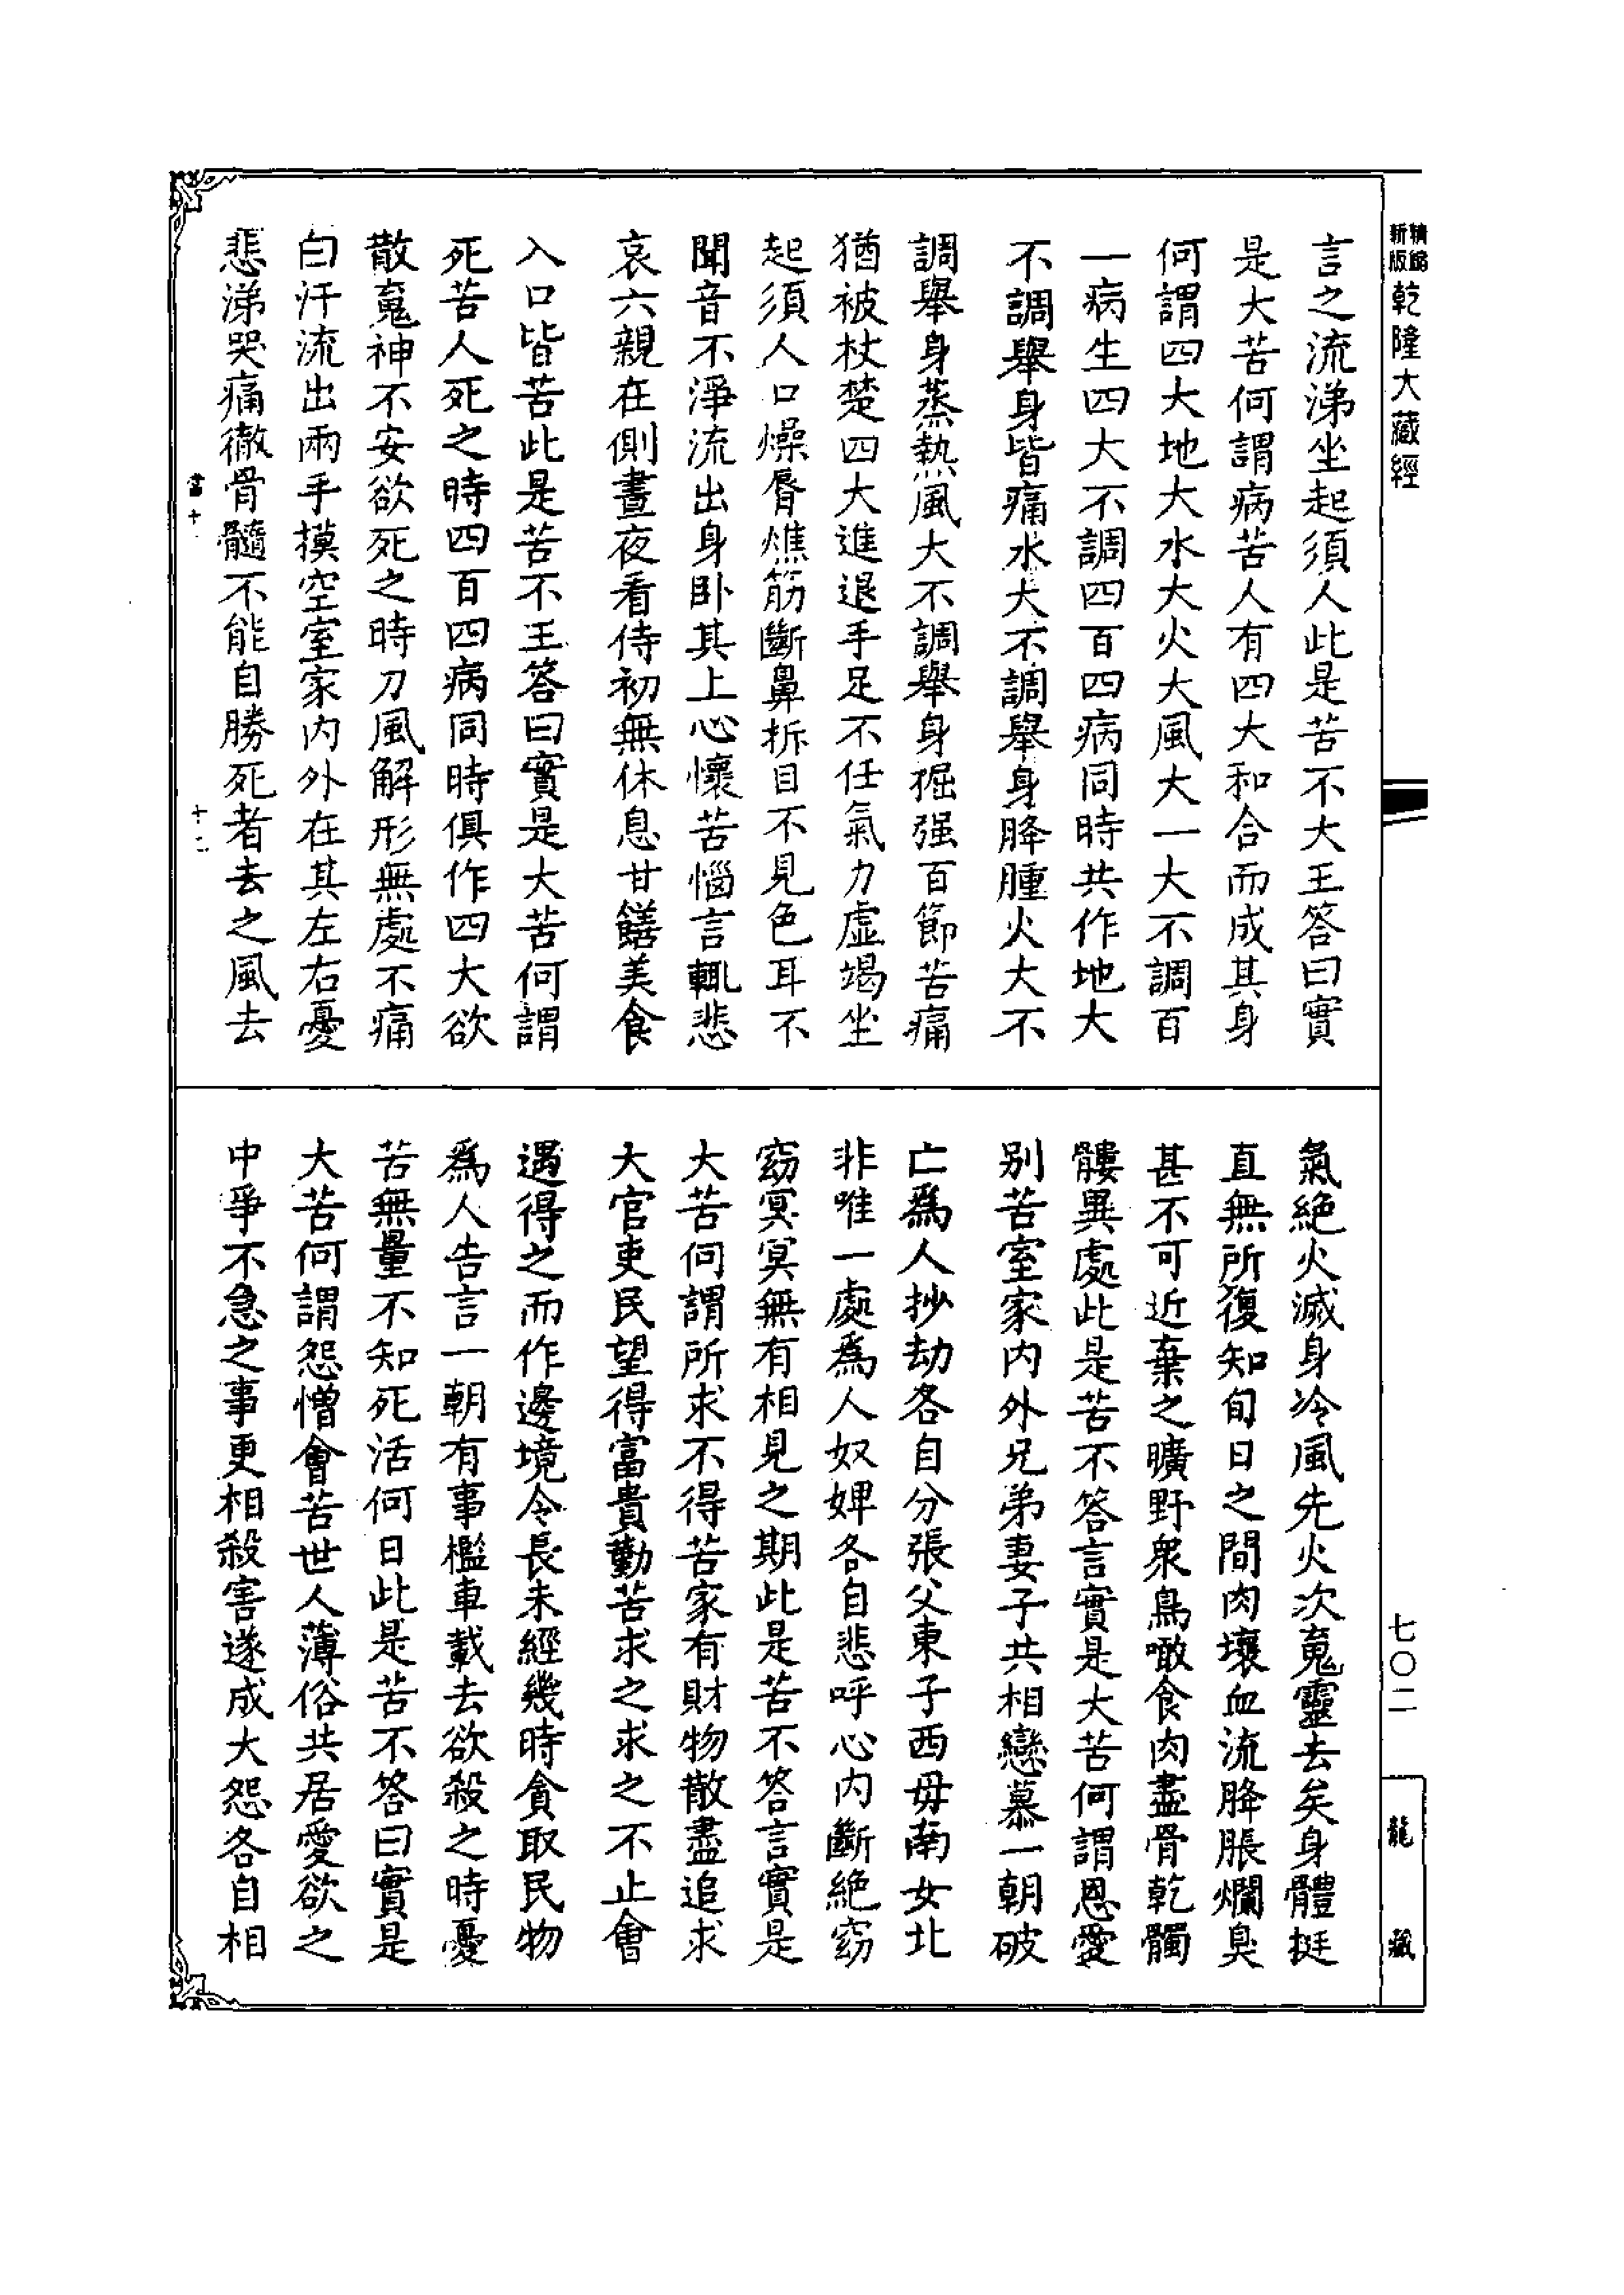 精縮
新版
乾隆大藏經
言之流涕坐起須人此是苦不大王答曰實
是大苦何謂病苦人有四大和合而成其身
何謂四大地大水大火大風大一大不調百
一病生四大不調四百四病同時共作地大
不調舉身皆痛水大不調舉身胮腫火大不
調舉身蒸熱風大不調舉身掘强百節苦痛
猶被杖楚四大進退手足不任氣力虛竭坐
起須人口燥脣燋筋斷鼻拆目不見色耳不
聞音不淨流出身卧其上心懷苦惱言輒悲
哀六親在側晝夜看侍初無休息甘饍美食
入口皆苦此是苦不王答曰實是大苦何謂
死苦人死之時四百四病同時俱作四大欲
散䰟神不安欲死之時刀風解形無處不痛
白汗流出兩手摸空室家內外在其左右憂
悲涕哭痛徹骨髓不能自勝死者去之風去
十二
氣絕火滅身冷風先火次䰟靈去矣身體挺
直無所復知旬日之間肉壞血流胮脹爛臭
甚不可近棄之曠野衆鳥噉食肉盡骨乾髑
髏異處此是苦不答言實是大苦何謂恩愛
別苦室家內外兄弟妻子共相戀慕一朝破
亡爲人抄劫各自分張父東子西母南女北
非唯一處爲人奴婢各自悲呼心內斷絕窈
窈冥冥無有相見之期此是苦不答言實是
大苦何謂所求不得苦家有財物散盡追求
大官吏民望得富貴勤苦求之求之不止會
遇得之而作邊境令長未經幾時貪取民物
爲人告言一朝有事檻車載去欲殺之時憂
苦無量不知死活何日此是苦不答曰實是
大苦何謂怨憎會苦世人薄俗共居愛欲之
中爭不急之事更相殺害遂成大怨各自相
七〇二
龍藏